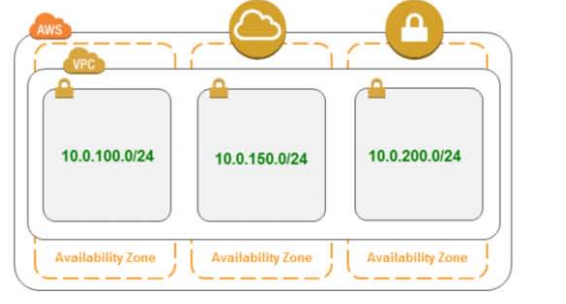 AWS
VPC
10.0.100.0/24
10.0.150.0/24
10.0.200.0/24
Availability Zone
Availability Zone
Availability Zone